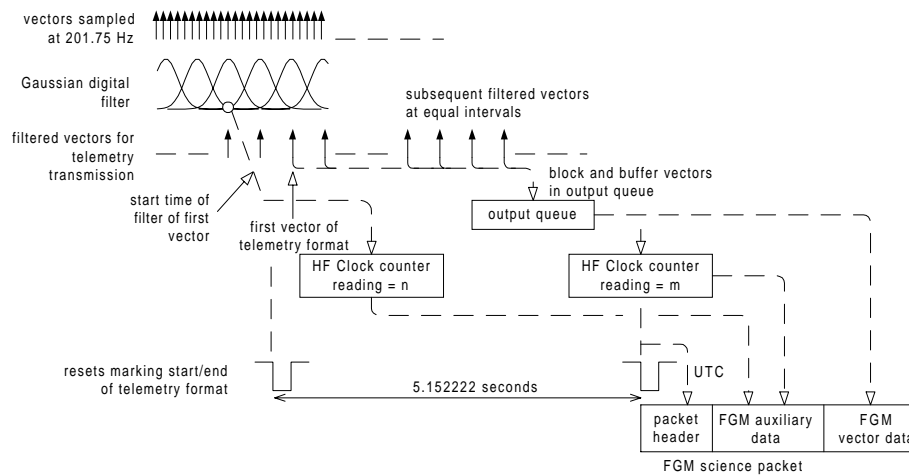 vectors sampled
at 201.75 Hz
Gaussian digital
filter
subsequent filtered vectors
at equal intervals
filtered vectors for
telemetry
transmission
block and buffer vectors
in output queue
start time of
filter of first
vector
first vector of
telemetry format
output queue
HF Clock counter
reading = n
HF Clock counter
reading = m
resets marking start/end
of telemetry format
5.152222 seconds
UTC
packet
header
FGM auxiliary
data
FGM
vector data
FGM science packet